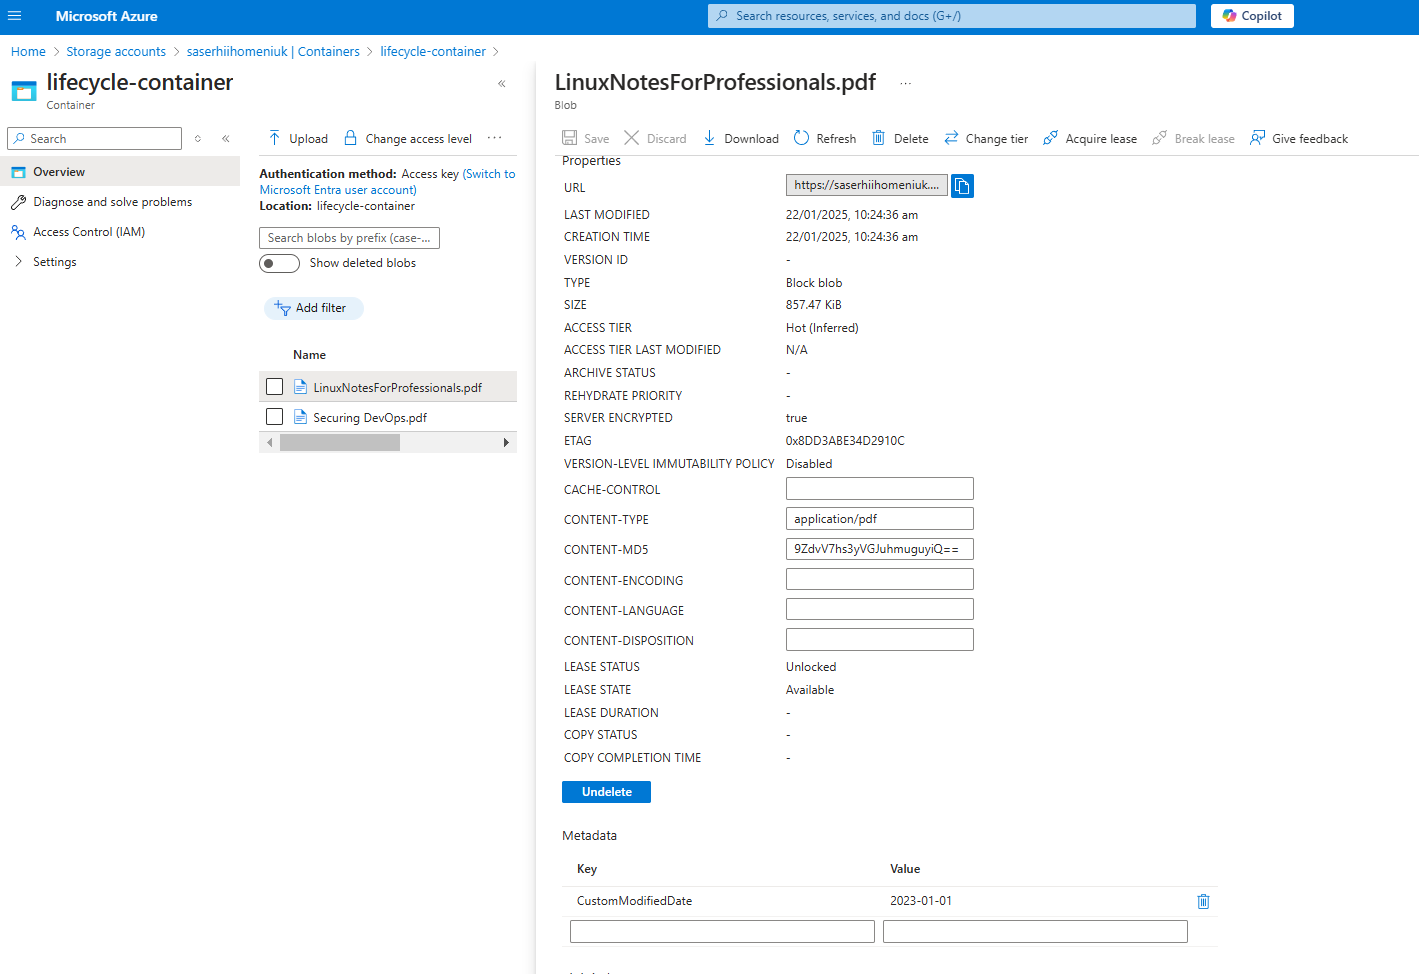 Microsoft Azure
Search resources, services, and docs (G+/)
Copilot
Home > Storage accounts > saserhiihomeniuk | Containers > lifecycle-container >
lifecycle-container
Container
Search
Overview
Diagnose and solve problems
Access Control (IAM)
Settings
Upload
Change access level
Authentication method: Access key (Switch to
Microsoft Entra user account)
Location: lifecycle-container
Search blobs by prefix (case-...
Show deleted blobs
Add filter
Name
LinuxNotesForProfessionals.pdf
Securing DevOps.pdf
LinuxNotesForProfessionals.pdf
Blob
Save Discard Download Refresh Delete Change tier Acquire lease Break lease Give feedback
Properties
URL https://saserhiihomeniuk....
LAST MODIFIED 22/01/2025, 10:24:36 am
CREATION TIME 22/01/2025, 10:24:36 am
VERSION ID -
TYPE Block blob
SIZE 857.47 KiB
ACCESS TIER Hot (Inferred)
ACCESS TIER LAST MODIFIED N/A
ARCHIVE STATUS -
REHYDRATE PRIORITY -
SERVER ENCRYPTED true
ETAG 0x8DD3ABE34D2910C
VERSION-LEVEL IMMUTABILITY POLICY Disabled
CACHE-CONTROL
CONTENT-TYPE application/pdf
CONTENT-MD5 9ZdvV7hs3yVGJuhmuguyiQ==
CONTENT-ENCODING
CONTENT-LANGUAGE
CONTENT-DISPOSITION
LEASE STATUS Unlocked
LEASE STATE Available
LEASE DURATION -
COPY STATUS -
COPY COMPLETION TIME -
Undelete
Metadata
Key Value
CustomModifiedDate 2023-01-01